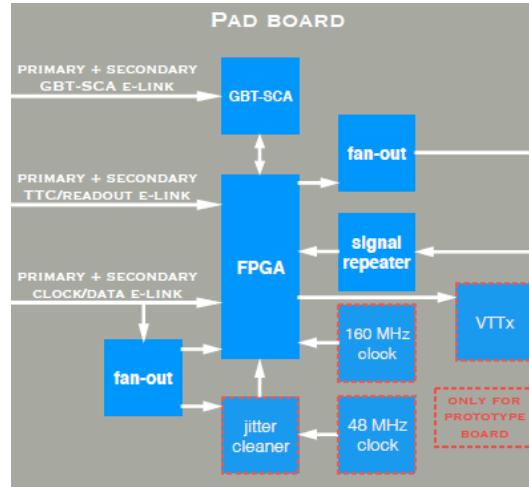 PAD BOARD
PRIMARY + SECONDARY
GBT-SCA E-LINK
GBT-SCA
fan-out
PRIMARY + SECONDARY
TTC/READOUT E-LINK
FPGA
signal
repeater
PRIMARY + SECONDARY
CLOCK/DATA E-LINK
VTTx
160 MHz
clock
fan-out
jitter
cleaner
48 MHz
clock
ONLY FOR
PROTOTYPE
BOARD